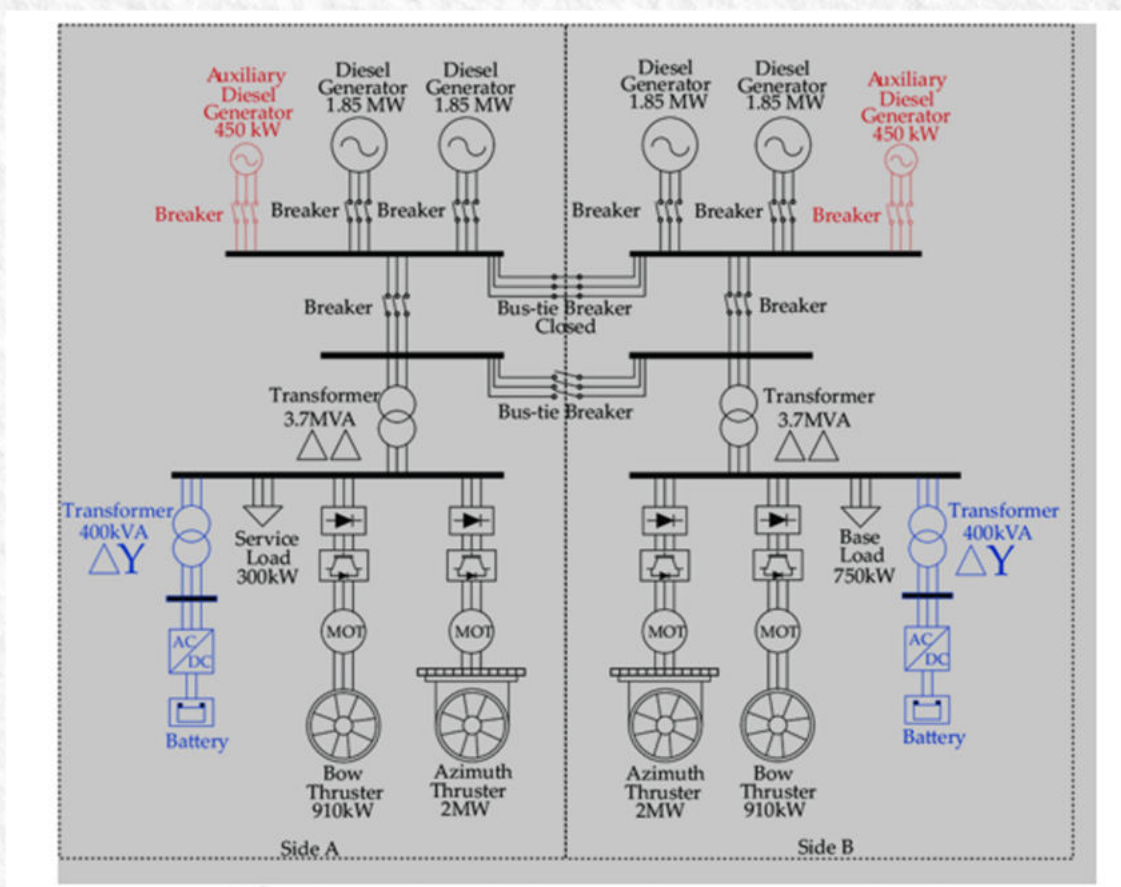 Auxiliary
Diesel
Generator
450 kW
Diesel
Generator
1.85 MW
Diesel
Generator
1.85 MW
Diesel
Generator
1.85 MW
Diesel
Generator
1.85 MW
Auxiliary
Diesel
Generator
450 kW
Breaker
Breaker
Breaker
Breaker
Breaker
Breaker
Breaker
Bus-tie Breaker
Closed
Breaker
Bus-tie Breaker
Transformer
3.7MVA
Transformer
3.7MVA
Transformer
400kVA
Y
Service
Load
300kW
Base
Load
750kW
Transformer
400kVA
Y
MOT
MOT
MOT
MOT
AC
DC
AC
DC
Battery
Battery
Bow
Thruster
910kW
Azimuth
Thruster
2MW
Azimuth
Thruster
2MW
Bow
Thruster
910kW
Side A
Side B